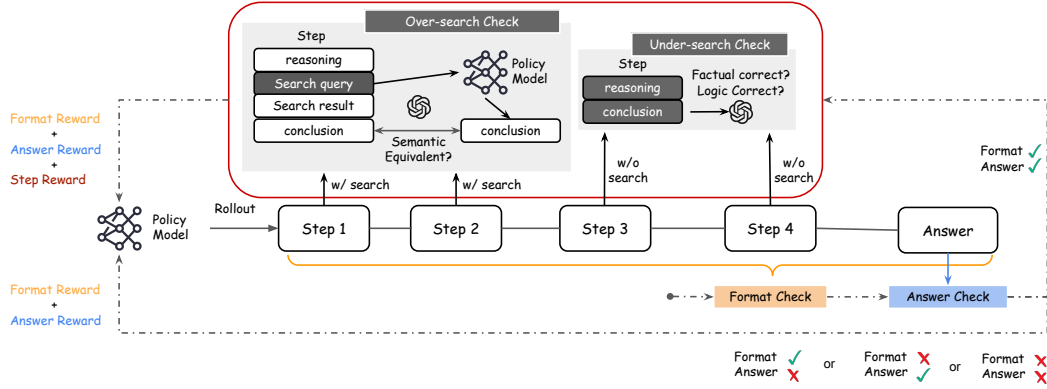 Over-search Check
Step
reasoning
Search query
Search result
conclusion
Policy
Model
conclusion
Semantic
Equivalent?
Under-search Check
Step
reasoning
conclusion
Factual correct?
Logic Correct?
Format Reward
+
Answer Reward
+
Step Reward
w/ search
w/ search
w/o
search
w/o
search
Format
Answer
Policy
Model
Rollout
Step 1
Step 2
Step 3
Step 4
Answer
Format Reward
+
Answer Reward
Format Check
Answer Check
Format
Answer
or
Format
Answer
or
Format
Answer